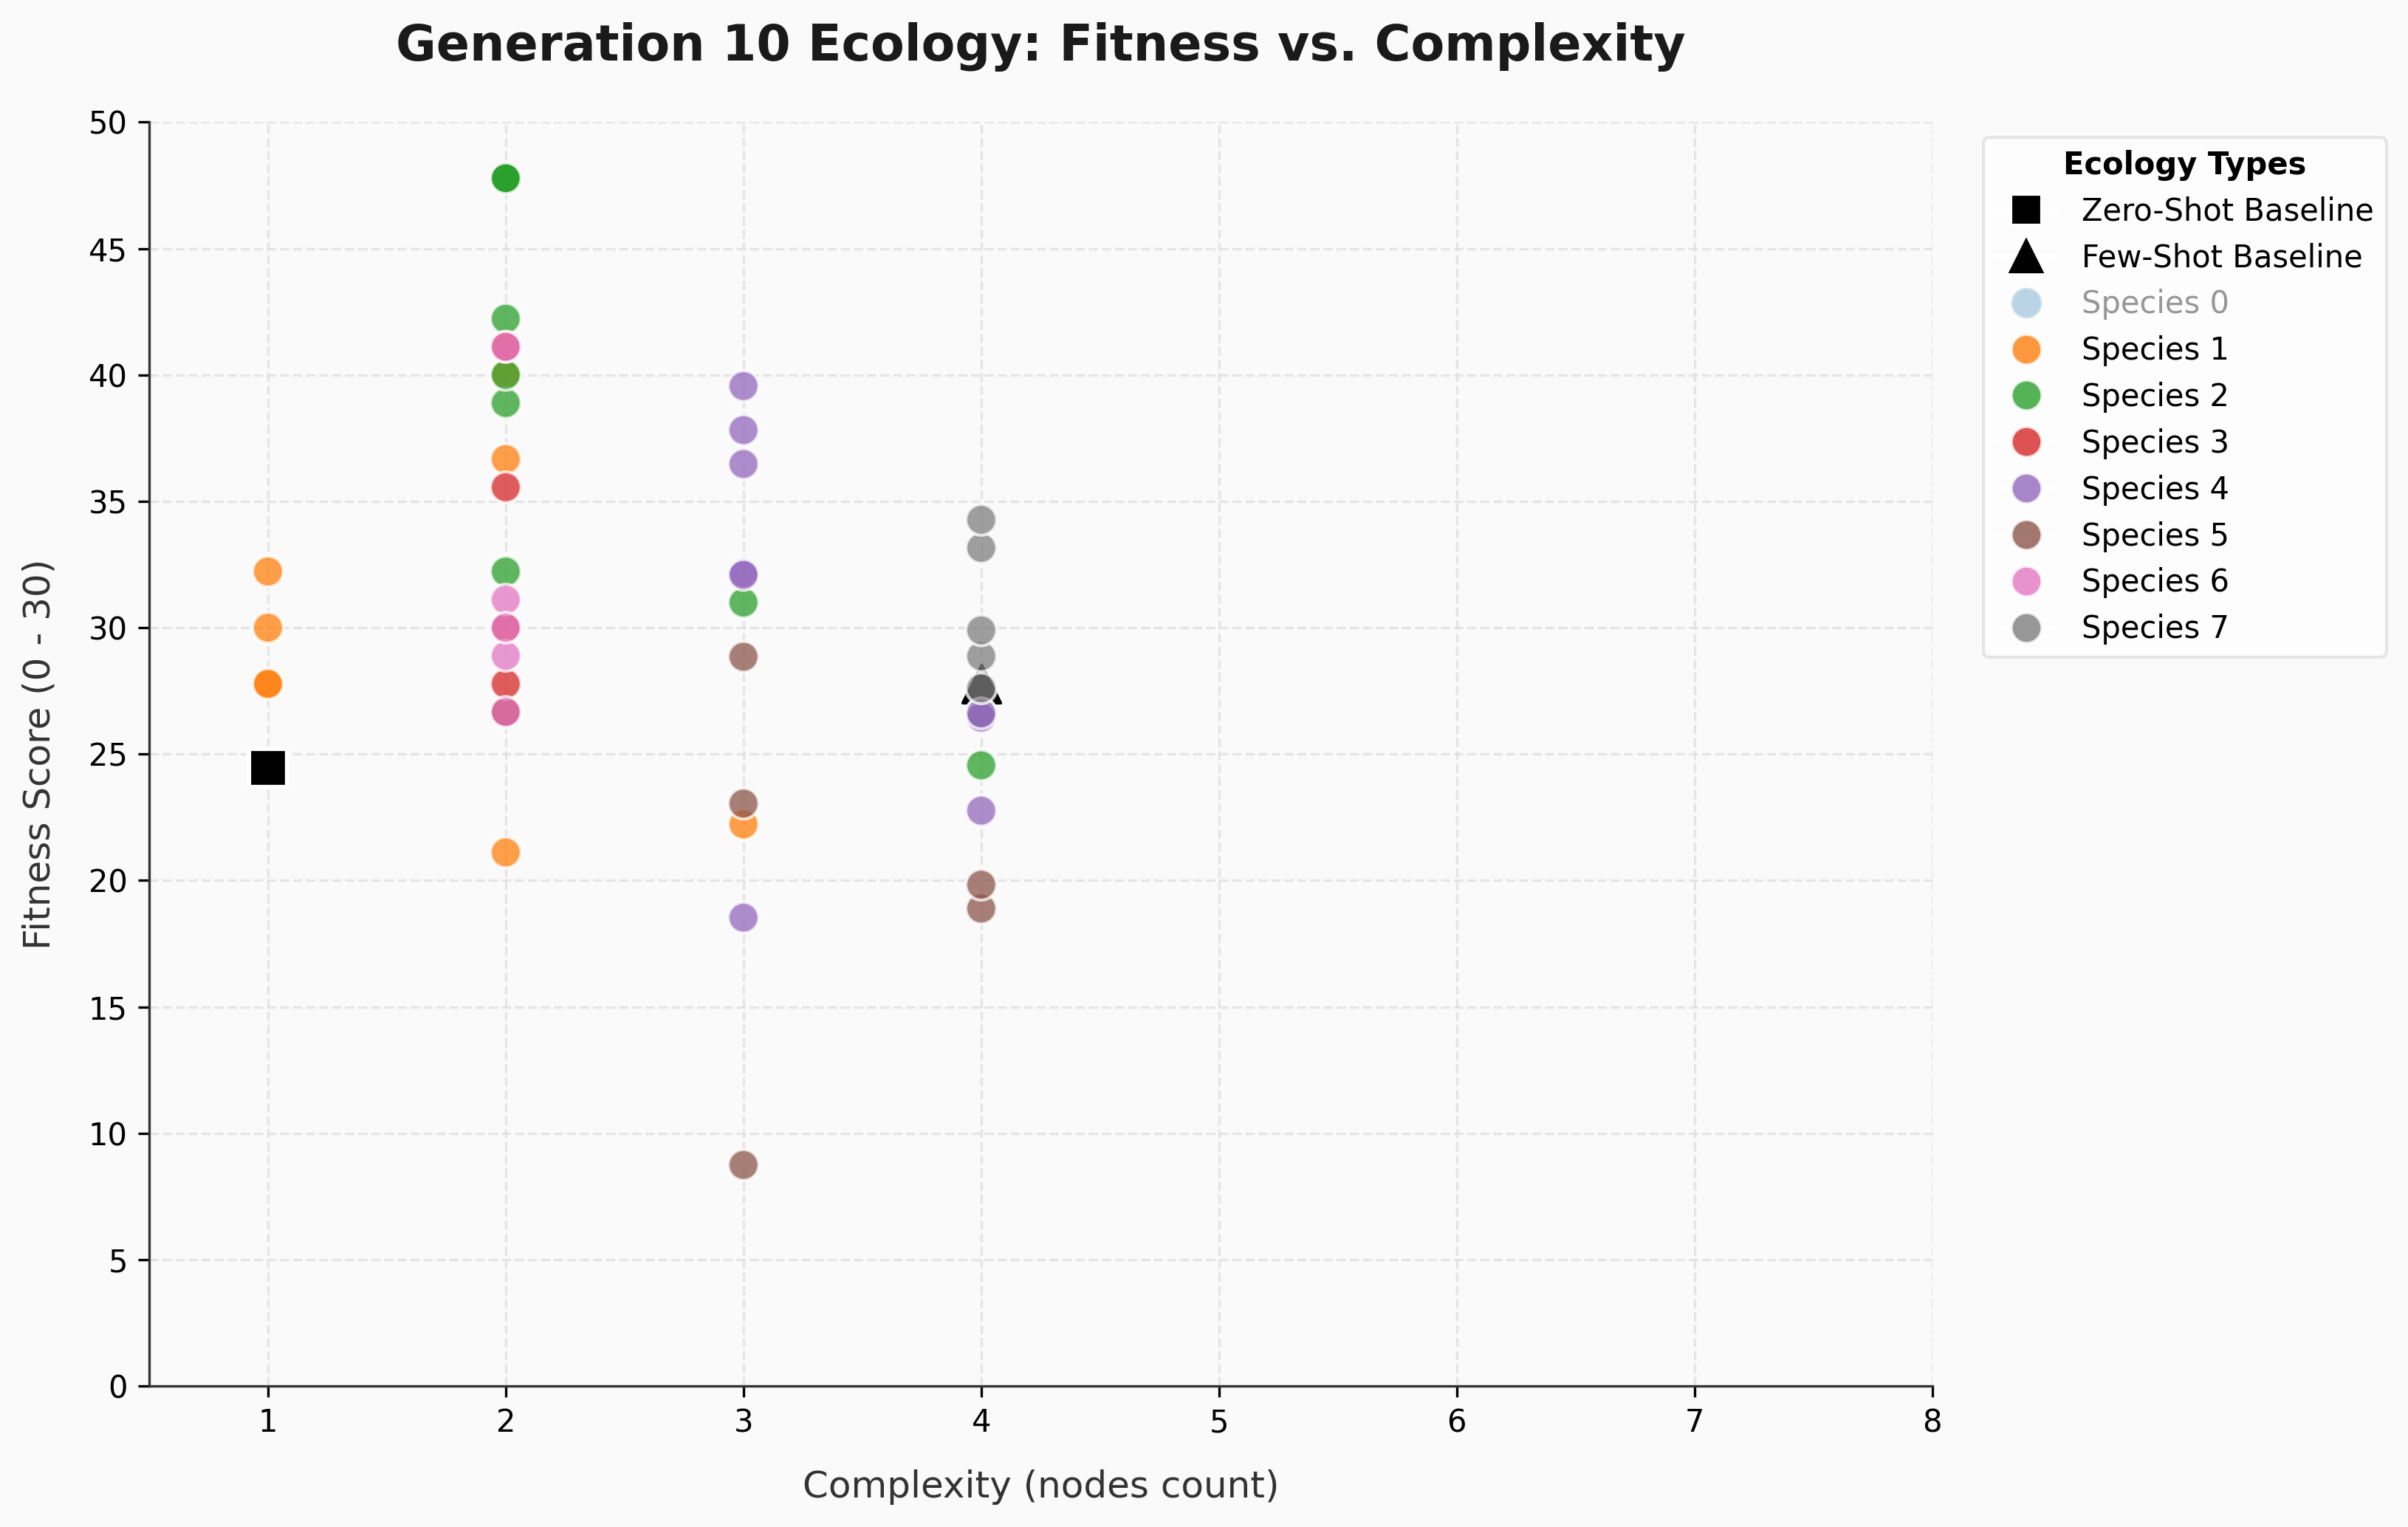 Generation 10 Ecology: Fitness vs. Complexity
Fitness Score (0 - 30)
50
45
40
35
30
25
20
15
10
5
0
1 2 3 4 5 6 7 8
Complexity (nodes count)
Ecology Types
Zero-Shot Baseline
Few-Shot Baseline
Species 0
Species 1
Species 2
Species 3
Species 4
Species 5
Species 6
Species 7